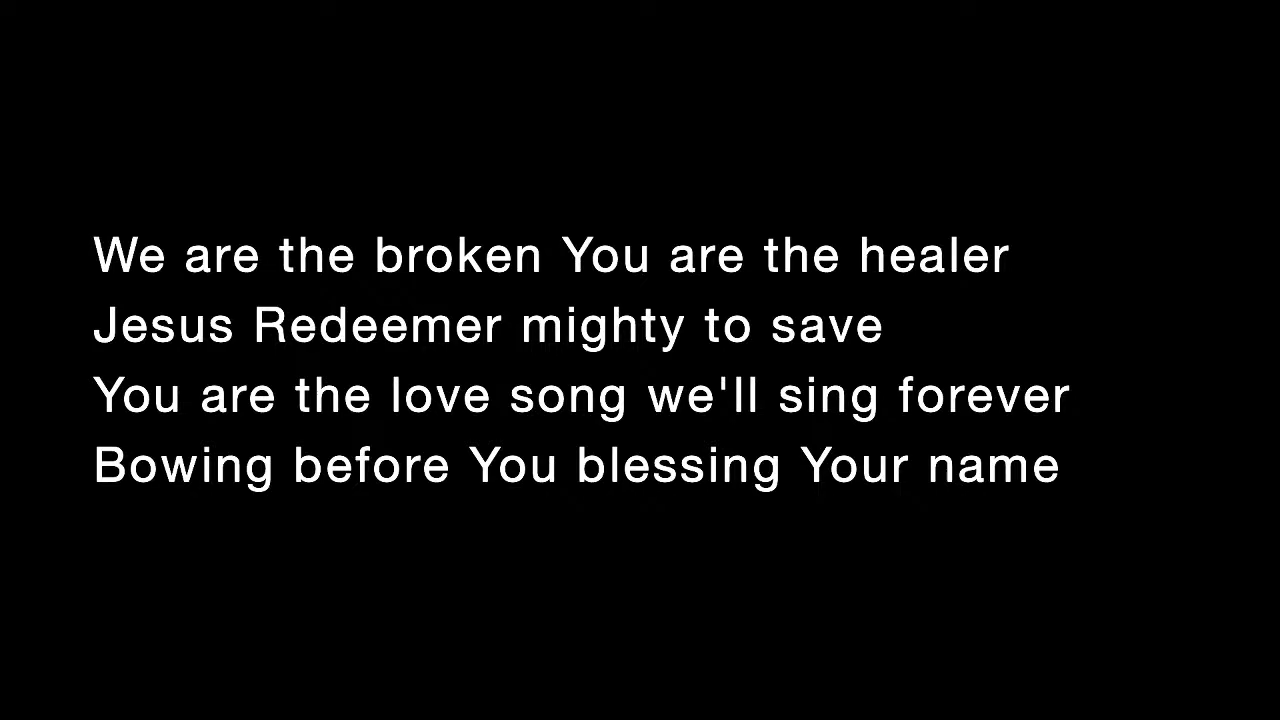 We are the broken You are the healer
Jesus Redeemer mighty to save
You are the love song we'll sing forever
Bowing before You blessing Your name